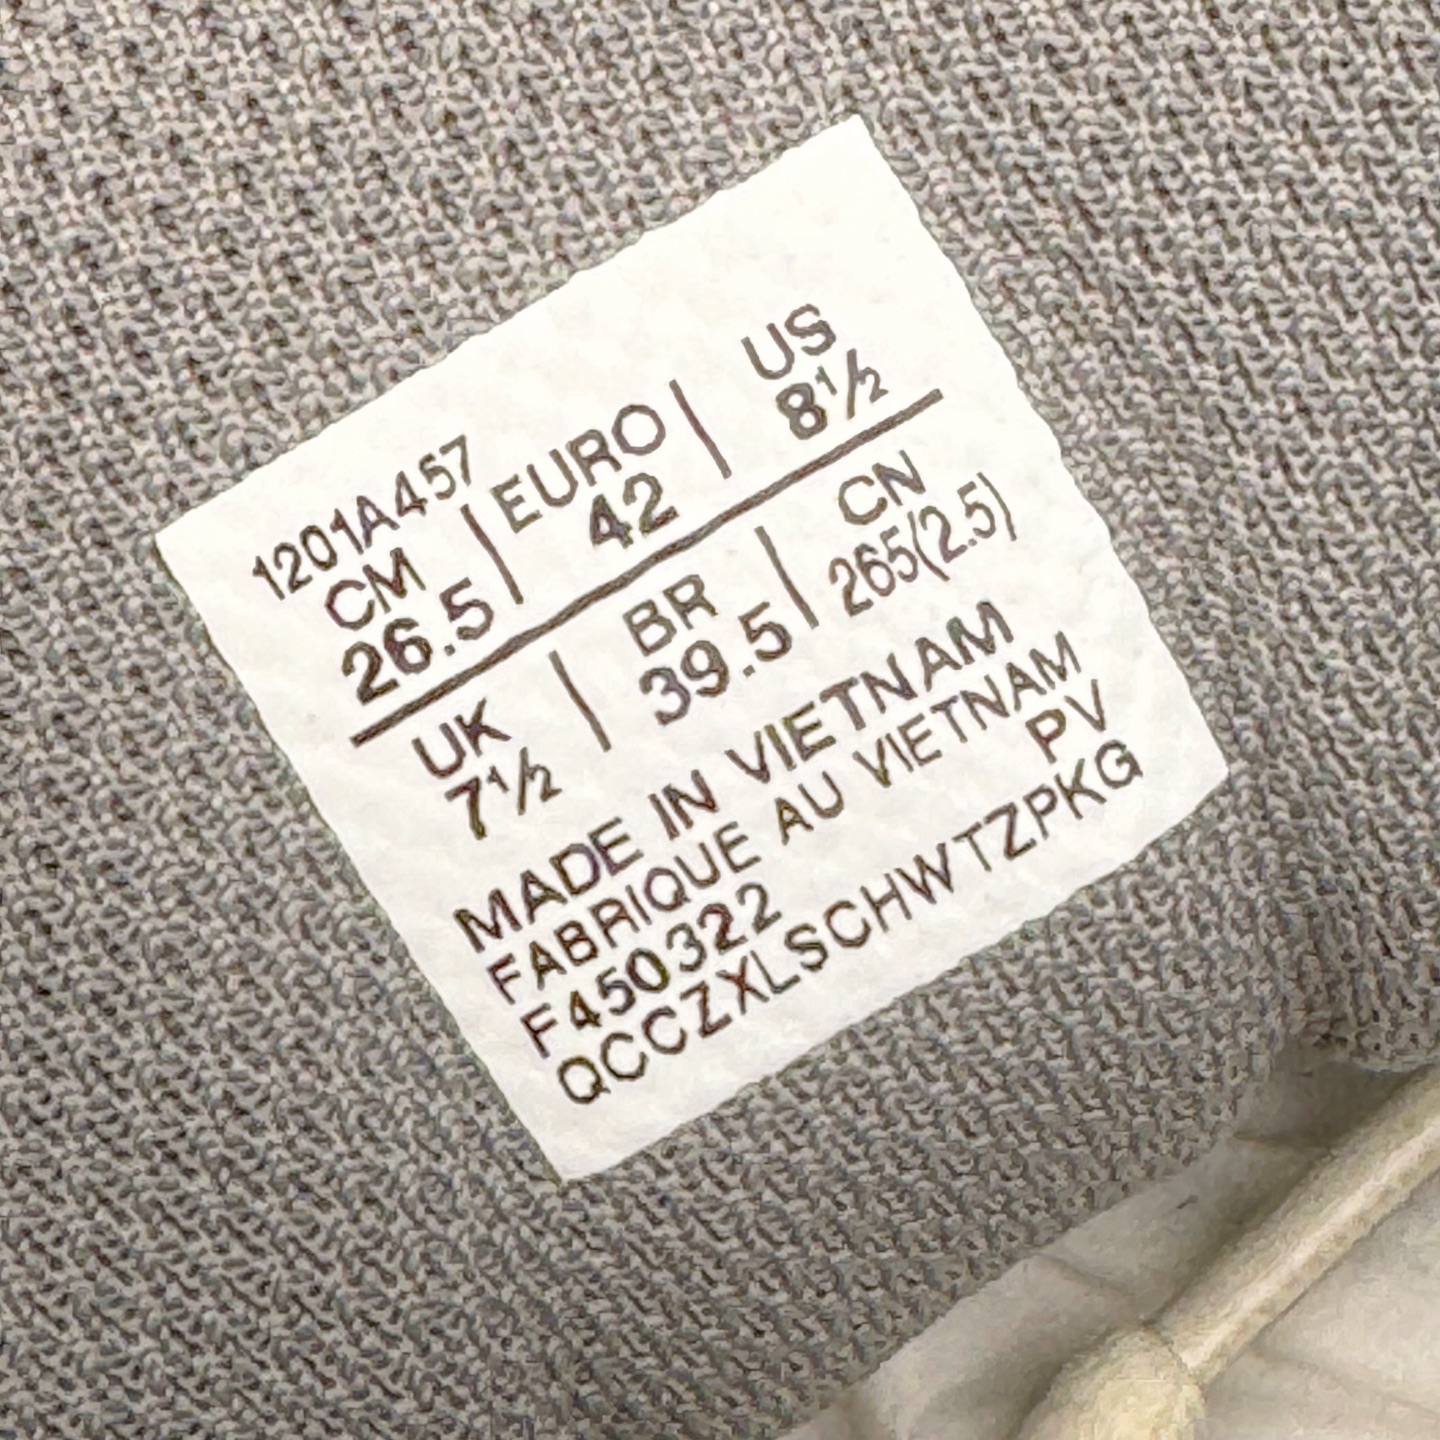 1201A457
CM | EURO | US
26.5 | 42 | 8½
UK | BR | CN
7½ | 39.5 | 265(2.5)
MADE IN VIETNAM
FABRIQUE AU VIETNAM
F450322 PV
QCCZXLSCHWTZPKG